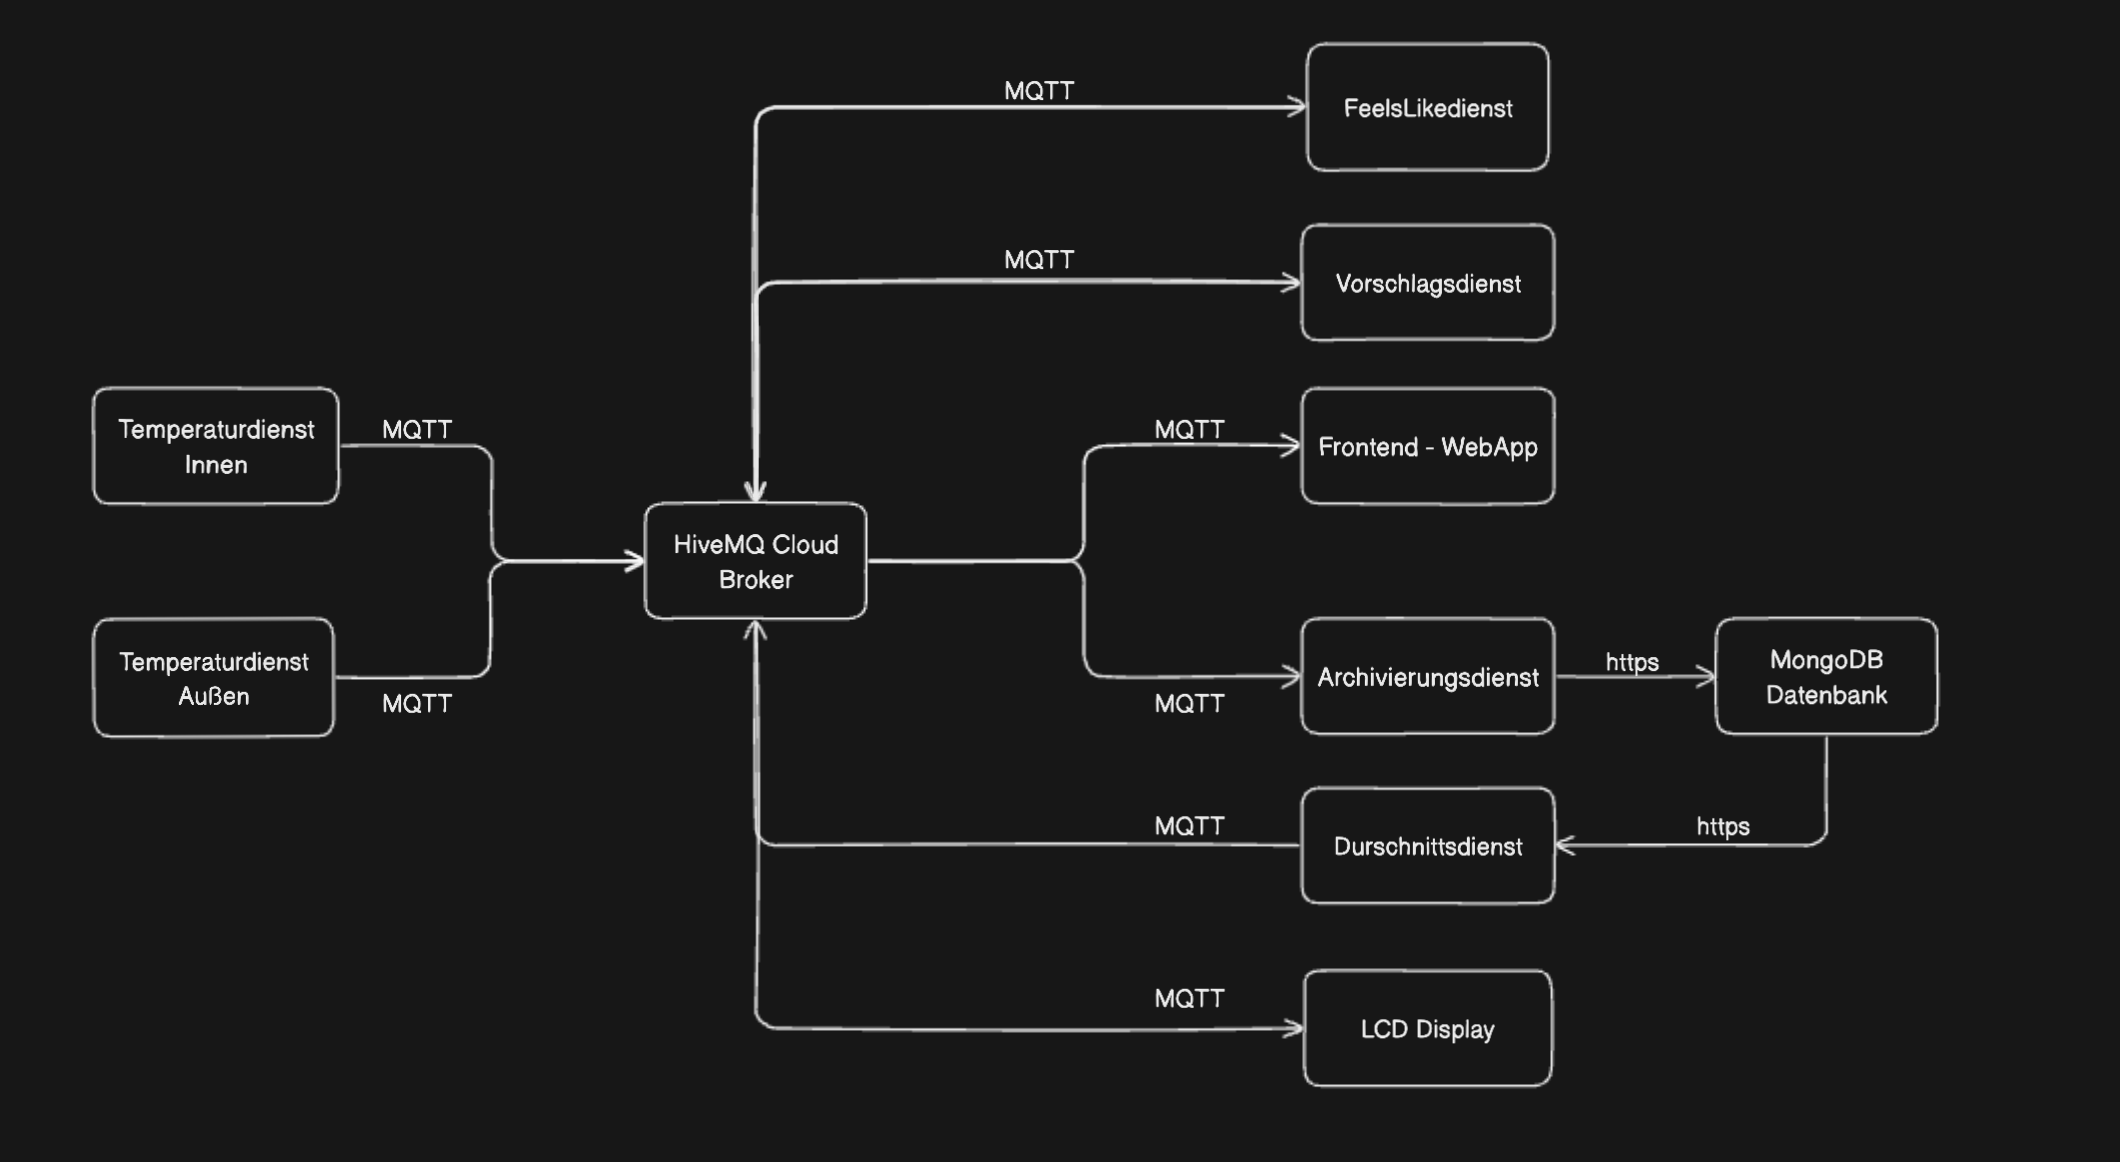 MQTT
FeelsLikedienst
MQTT
Vorschlagsdienst
Temperaturdienst
Innen
MQTT
MQTT
Frontend - WebApp
HiveMQ Cloud
Broker
Temperaturdienst
Außen
MQTT
MQTT
Archivierungsdienst
https
MongoDB
Datenbank
MQTT
Durschnittsdienst
https
MQTT
LCD Display